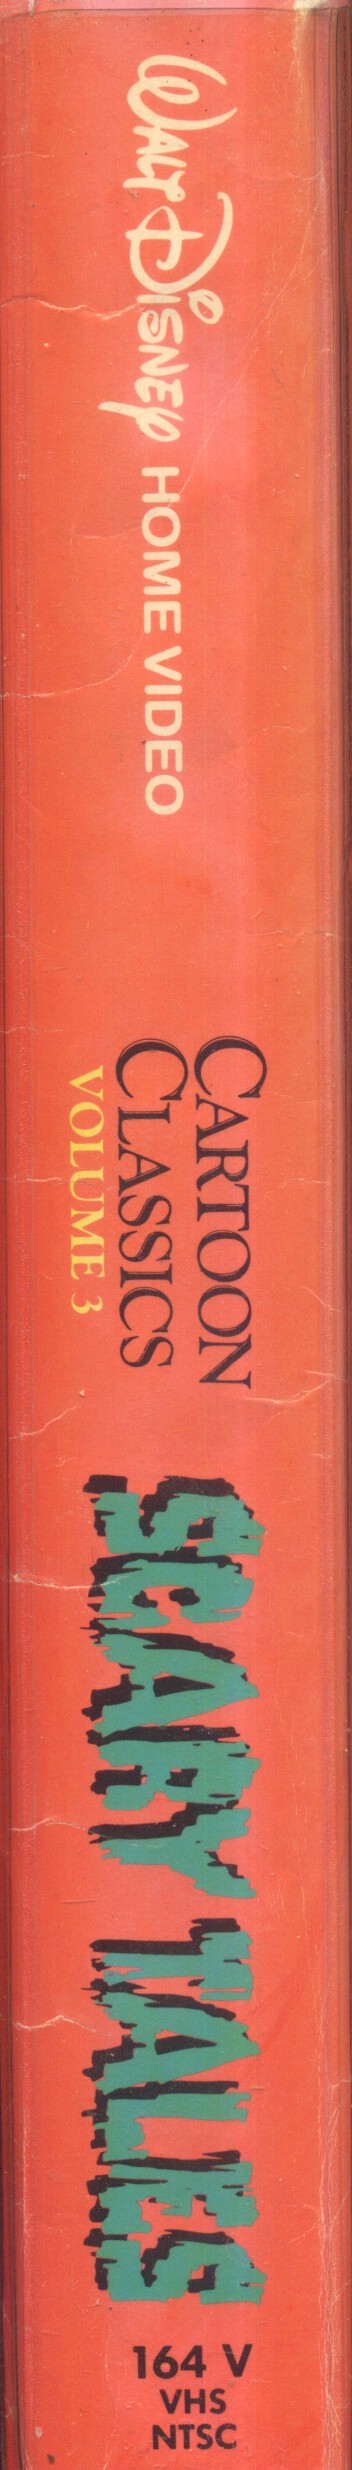 WALT DISNEY HOME VIDEO
CARTOON
CLASSICS
VOLUME 3
SCARY TALES
164 V
VHS
NTSC